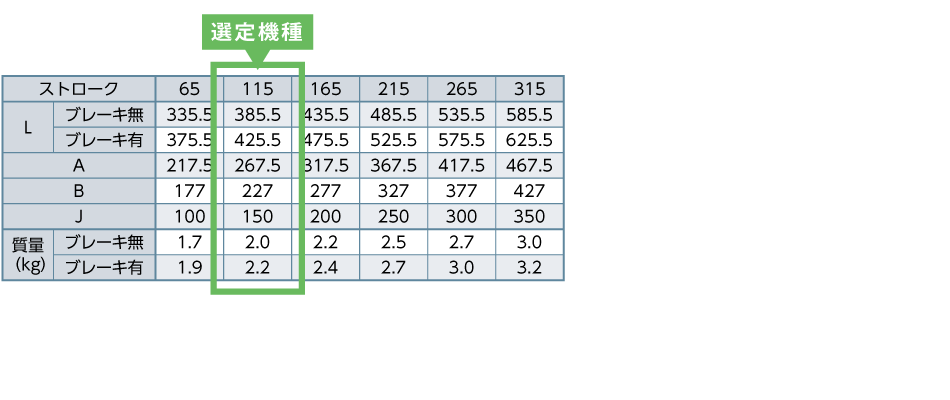 選定機種
ストローク 65 115 165 215 265 315
L ブレーキ無 335.5 385.5 435.5 485.5 535.5 585.5
ブレーキ有 375.5 425.5 475.5 525.5 575.5 625.5
A 217.5 267.5 317.5 367.5 417.5 467.5
B 177 227 277 327 377 427
J 100 150 200 250 300 350
質量(kg) ブレーキ無 1.7 2.0 2.2 2.5 2.7 3.0
ブレーキ有 1.9 2.2 2.4 2.7 3.0 3.2